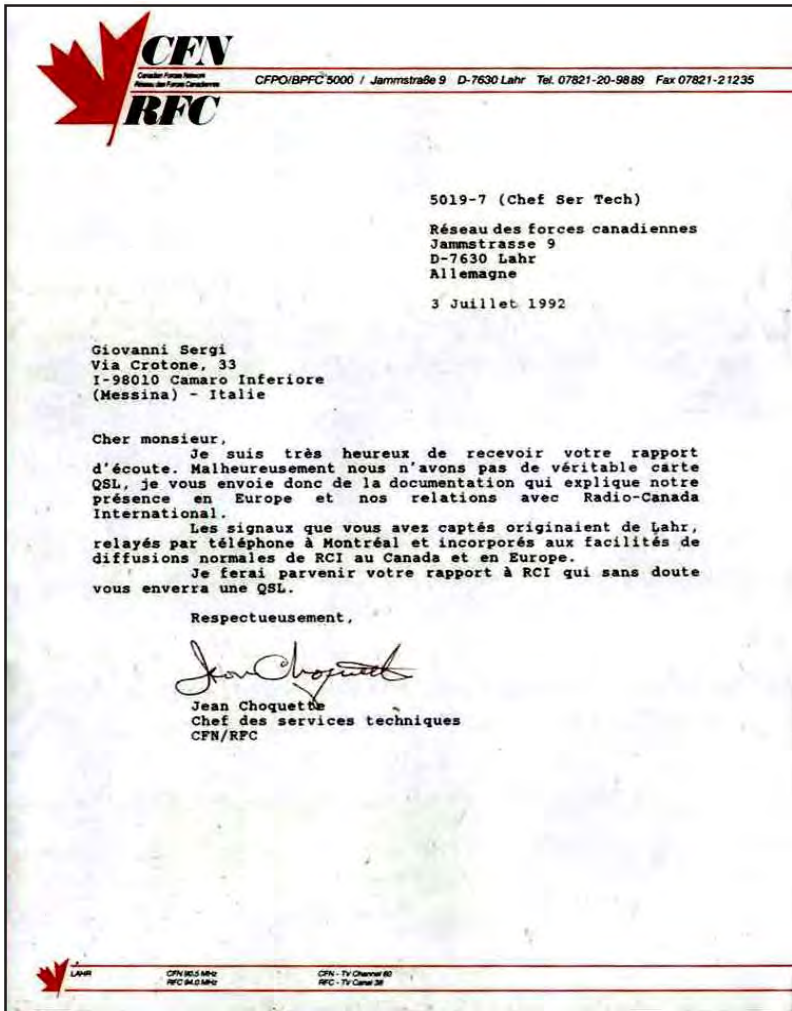 CFN
Canadian Forces Network
Réseau des Forces Canadiennes
RFC
CFPO/BPFC 5000 / Jammstraße 9 D-7630 Lahr Tel. 07821-20-9889 Fax 07821-21235
5019-7 (Chef Ser Tech)
Réseau des forces canadiennes
Jammstrasse 9
D-7630 Lahr
Allemagne
3 Juillet 1992
Giovanni Sergi
Via Crotone, 33
I-98010 Camaro Inferiore
(Messina) - Italie
Cher monsieur,
Je suis très heureux de recevoir votre rapport
d'écoute. Malheureusement nous n'avons pas de véritable carte
QSL, je vous envoie donc de la documentation qui explique notre
présence en Europe et nos relations avec Radio-Canada
International.
Les signaux que vous avez captés originaient de Lahr,
relayés par téléphone à Montréal et incorporés aux facilités de
diffusions normales de RCI au Canada et en Europe.
Je ferai parvenir votre rapport à RCI qui sans doute
vous enverra une QSL.
Respectueusement,
Jean Choquette
Jean Choquette
Chef des services techniques
CFN/RFC
LAHR CFN 90.5 MHz CFN - TV Channel 60
RFC 94.0 MHz RFC - TV Canal 38